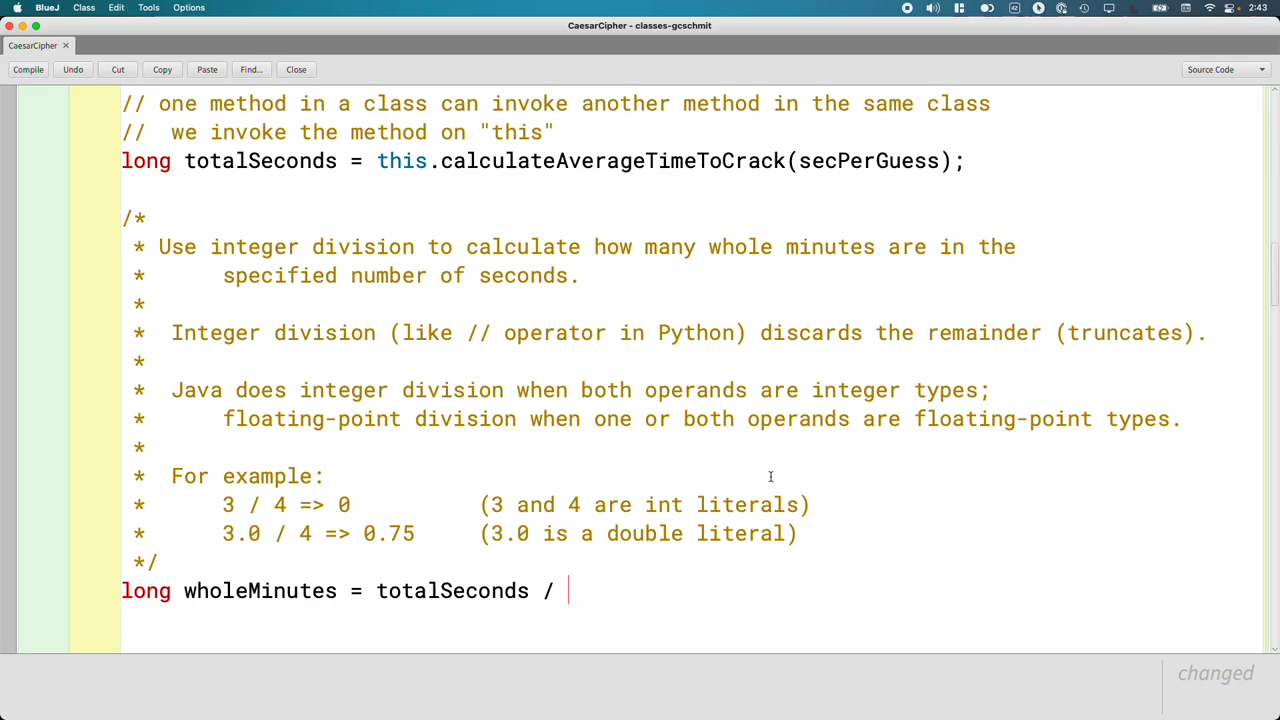 BlueJ Class Edit Tools Options 2:43
CaesarCipher - classes-gcschmit
CaesarCipher ×
Compile Undo Cut Copy Paste Find... Close Source Code
// one method in a class can invoke another method in the same class
//  we invoke the method on "this"
long totalSeconds = this.calculateAverageTimeToCrack(secPerGuess);
/*
 * Use integer division to calculate how many whole minutes are in the
 *      specified number of seconds.
 *
 *  Integer division (like // operator in Python) discards the remainder (truncates).
 *
 *  Java does integer division when both operands are integer types;
 *      floating-point division when one or both operands are floating-point types.
 *
 *  For example:
 *      3 / 4 => 0          (3 and 4 are int literals)
 *      3.0 / 4 => 0.75     (3.0 is a double literal)
 */
long wholeMinutes = totalSeconds /
changed